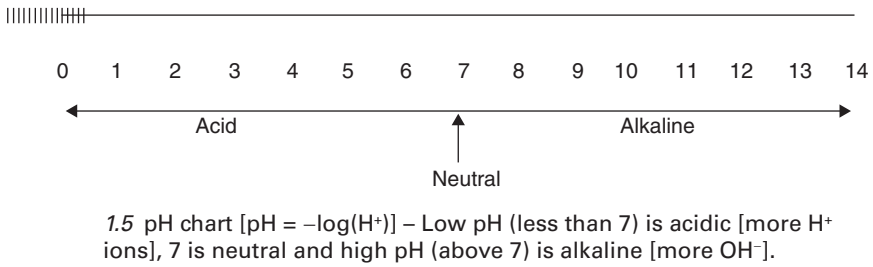 0 1 2 3 4 5 6 7 8 9 10 11 12 13 14
Acid Alkaline
Neutral
1.5 pH chart [pH = −log(H⁺)] – Low pH (less than 7) is acidic [more H⁺
ions], 7 is neutral and high pH (above 7) is alkaline [more OH⁻].